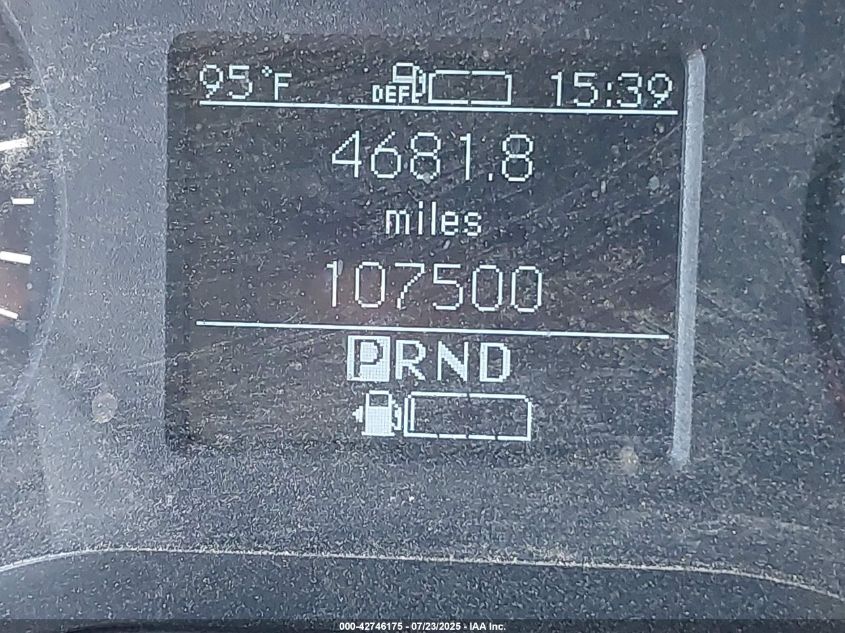 95°F DEF 15:39
4681.8
miles
107500
PRND
000-42746175 - 07/23/2025 - IAA Inc.